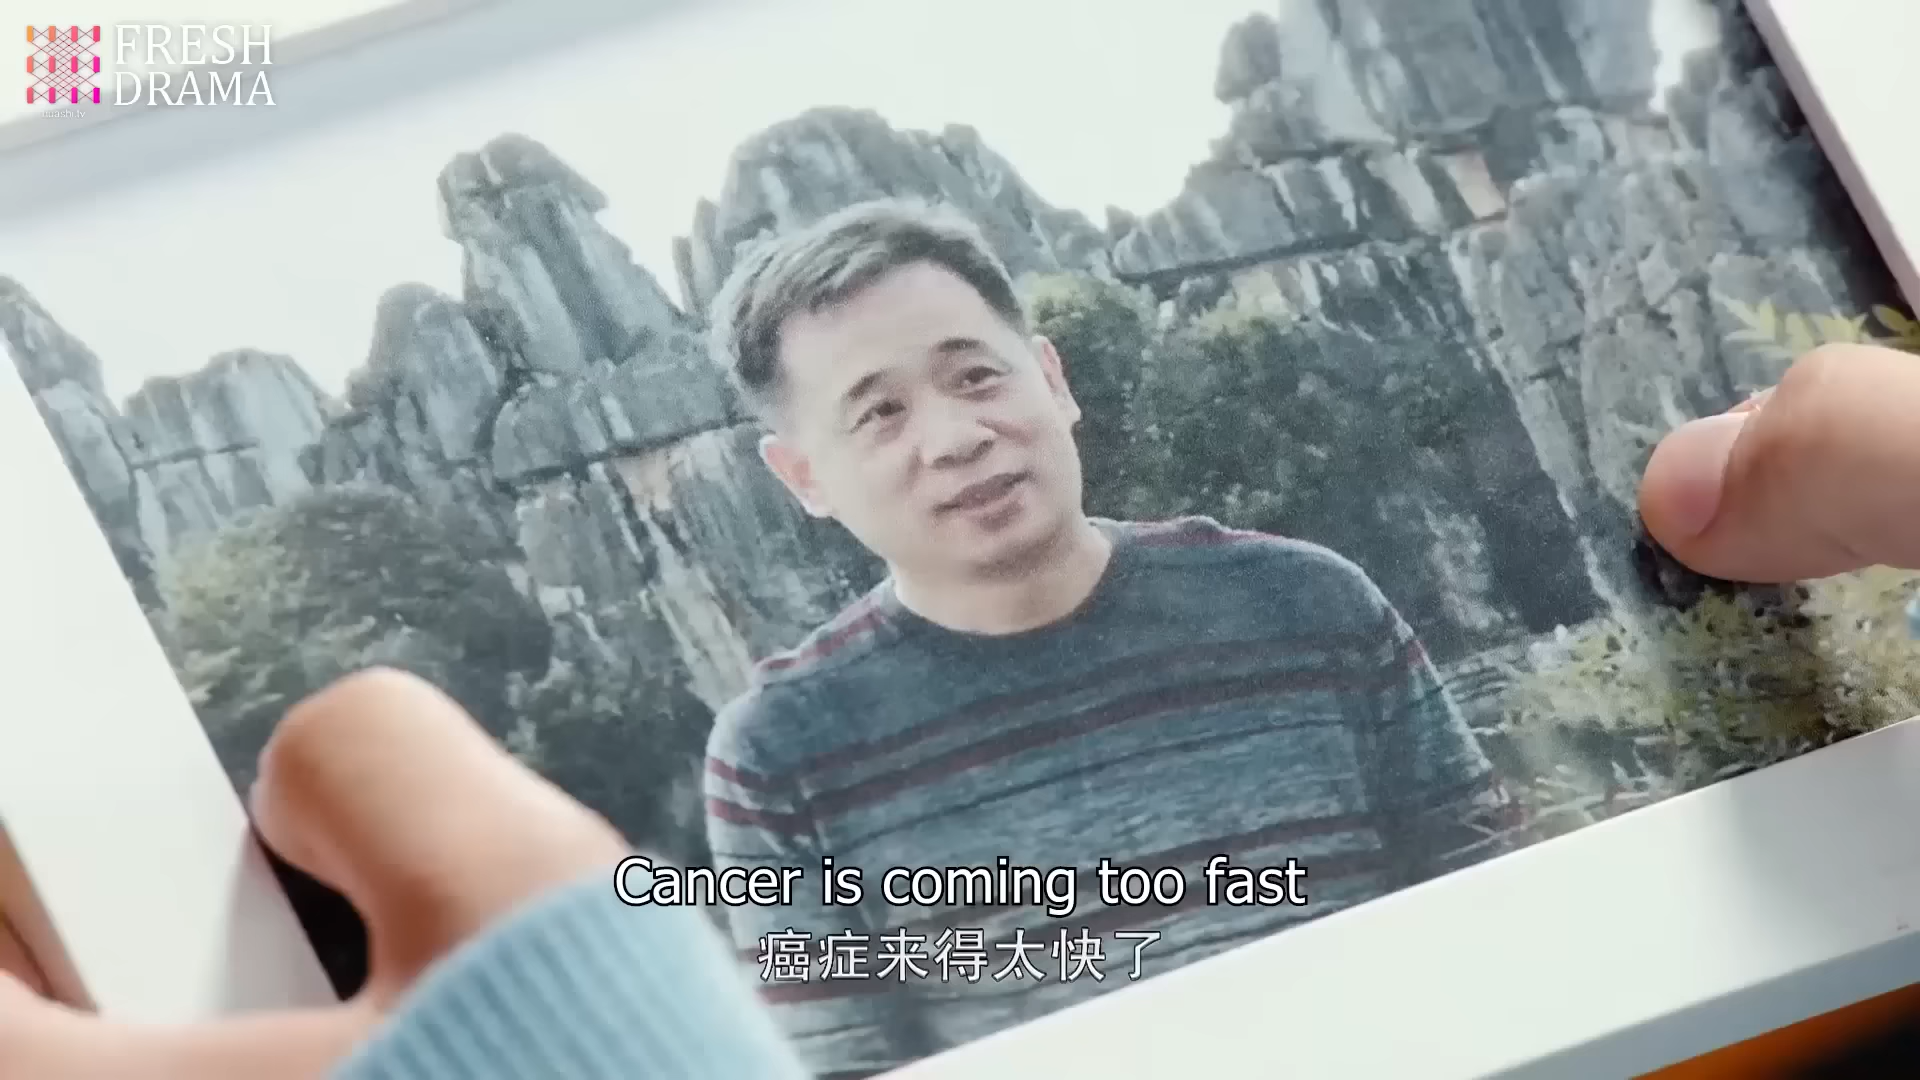 FRESH
DRAMA
Cancer is coming too fast
癌症来得太快了